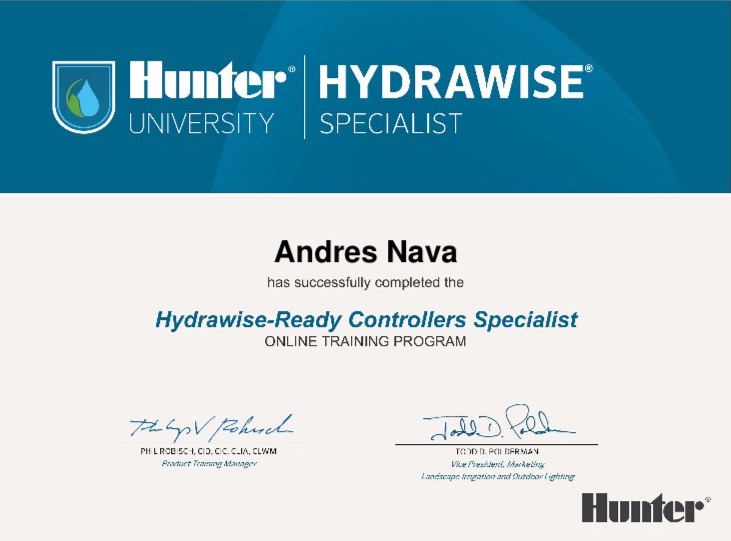 Hunter® HYDRAWISE®
UNIVERSITY SPECIALIST
Andres Nava
has successfully completed the
Hydrawise-Ready Controllers Specialist
ONLINE TRAINING PROGRAM
Philip V Robisch
Todd D. Polderman
PHIL ROBISCH, CID, CIC, CLIA, CLWM
Product Training Manager
TODD D. POLDERMAN
Vice President, Marketing
Landscape Irrigation and Outdoor Lighting
Hunter®